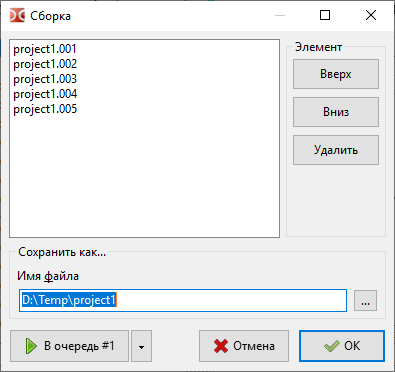 Сборка
project1.001
project1.002
project1.003
project1.004
project1.005
Элемент
Вверх
Вниз
Удалить
Сохранить как...
Имя файла
D:\Temp\project1
...
В очередь #1
Отмена
OK